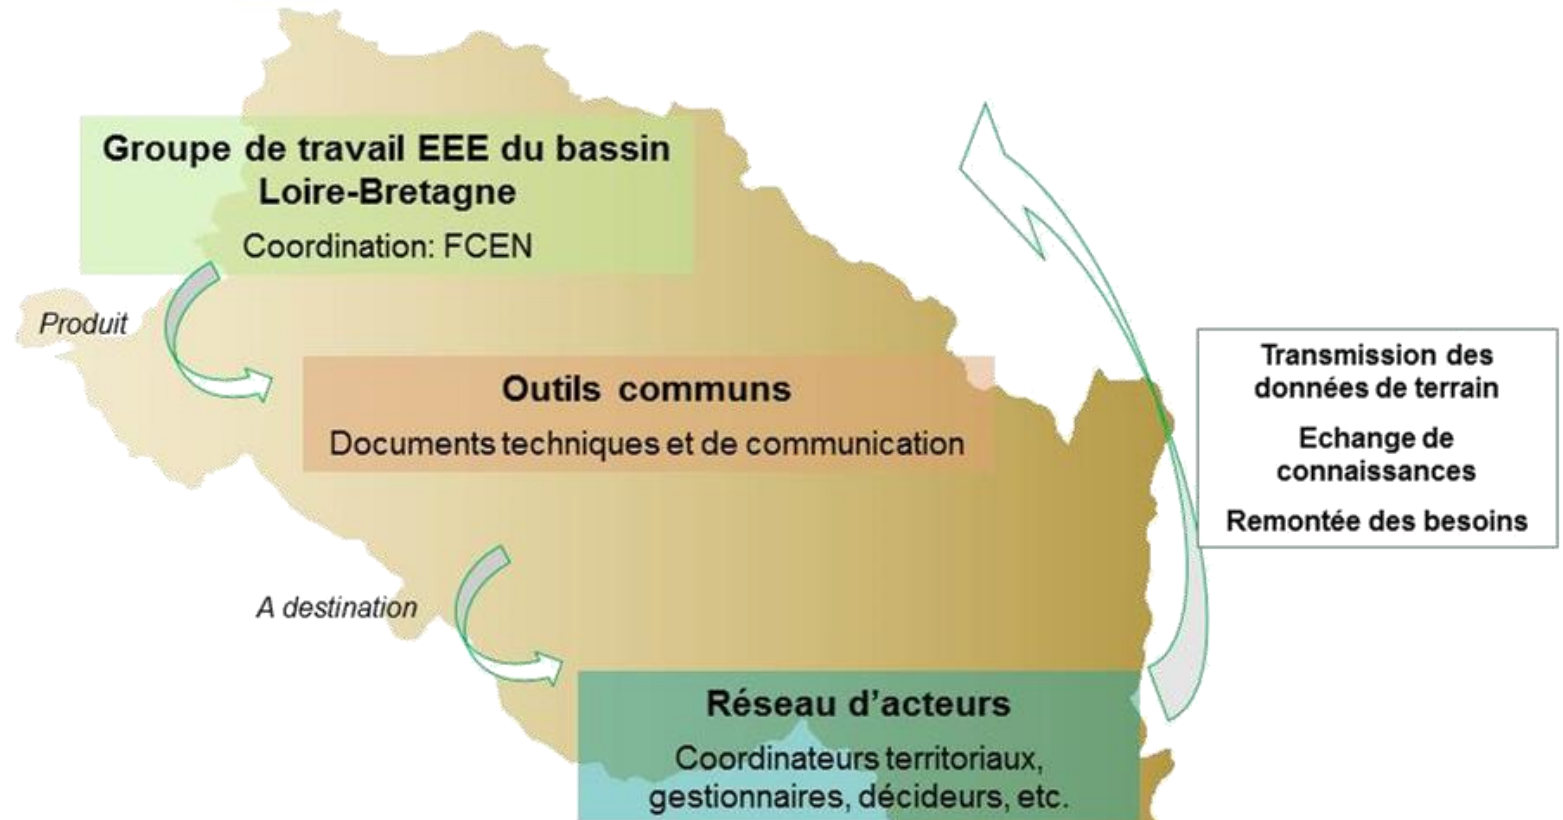 Groupe de travail EEE du bassin
Loire-Bretagne
Coordination: FCEN
Produit
Outils communs
Documents techniques et de communication
Transmission des
données de terrain
Echange de
connaissances
Remontée des besoins
A destination
Réseau d'acteurs
Coordinateurs territoriaux,
gestionnaires, décideurs, etc.